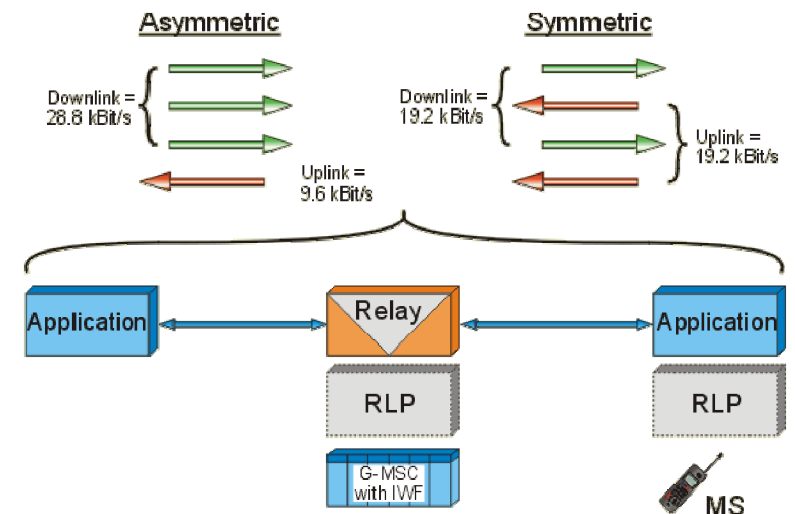 Asymmetric
Symmetric
Downlink =
28.8 kBit/s
Uplink =
9.6 kBit/s
Downlink =
19.2 kBit/s
Uplink =
19.2 kBit/s
Application
Relay
Application
RLP
RLP
G-MSC
with IWF
MS